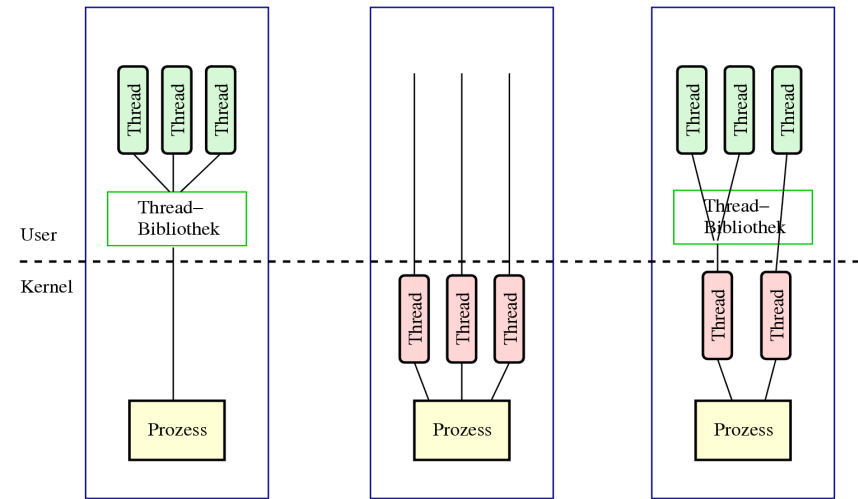 Thread
Thread
Thread
Thread
Thread
Thread
Thread–
Bibliothek
Thread–
Bibliothek
User
Kernel
Thread
Thread
Thread
Thread
Thread
Prozess
Prozess
Prozess